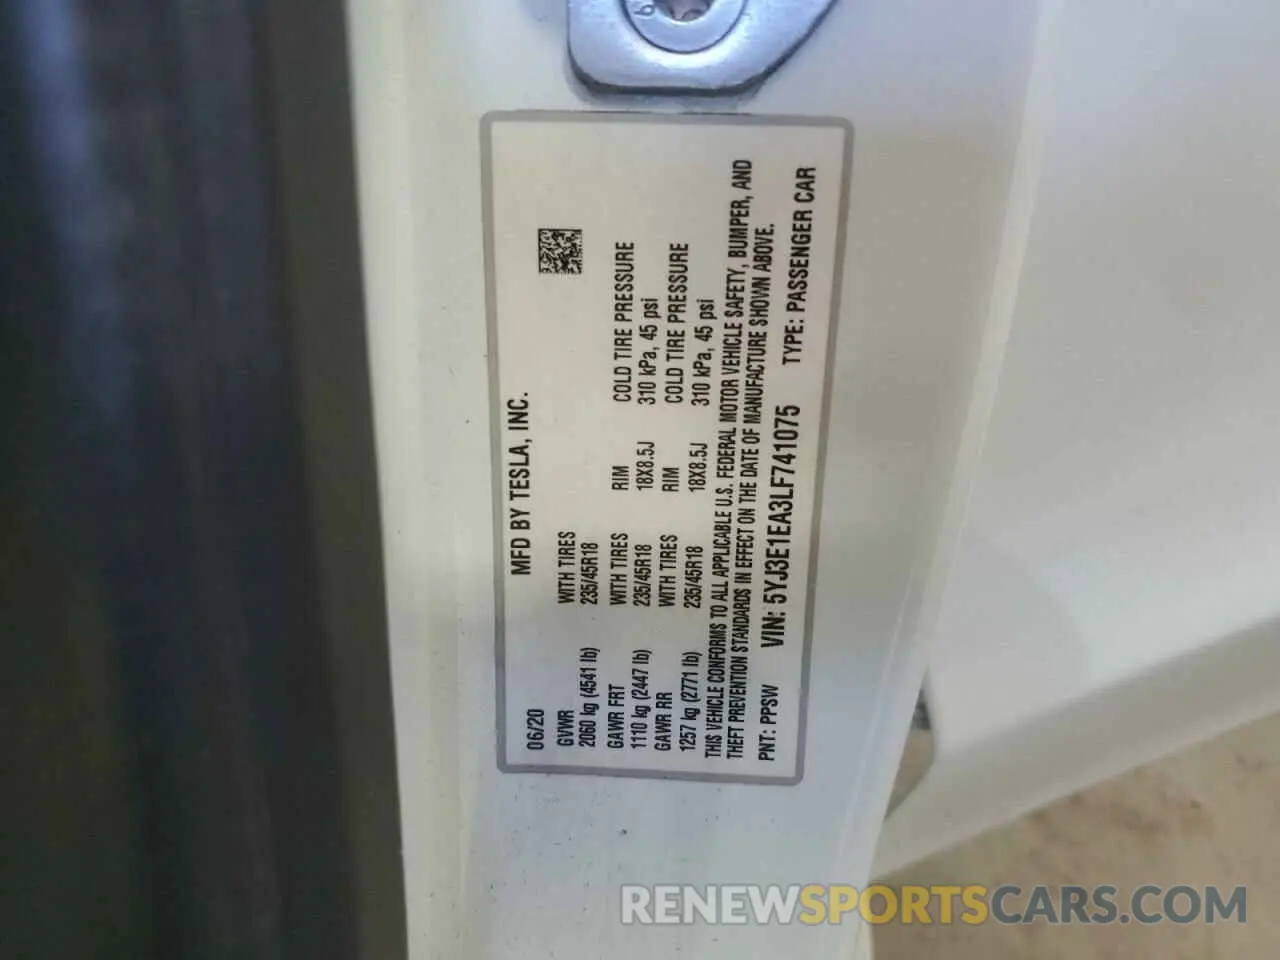 MFD BY TESLA, INC.
06/20
GVWR WITH TIRES
2060 kg (4541 lb) 235/45R18
GAWR FRT WITH TIRES RIM COLD TIRE PRESSURE
1110 kg (2447 lb) 235/45R18 18X8.5J 310 kPa, 45 psi
GAWR RR WITH TIRES RIM COLD TIRE PRESSURE
1257 kg (2771 lb) 235/45R18 18X8.5J 310 kPa, 45 psi
THIS VEHICLE CONFORMS TO ALL APPLICABLE U.S. FEDERAL MOTOR VEHICLE SAFETY, BUMPER, AND
THEFT PREVENTION STANDARDS IN EFFECT ON THE DATE OF MANUFACTURE SHOWN ABOVE.
PNT: PPSW VIN: 5YJ3E1EA3LF741075 TYPE: PASSENGER CAR
RENEWSPORTSCARS.COM